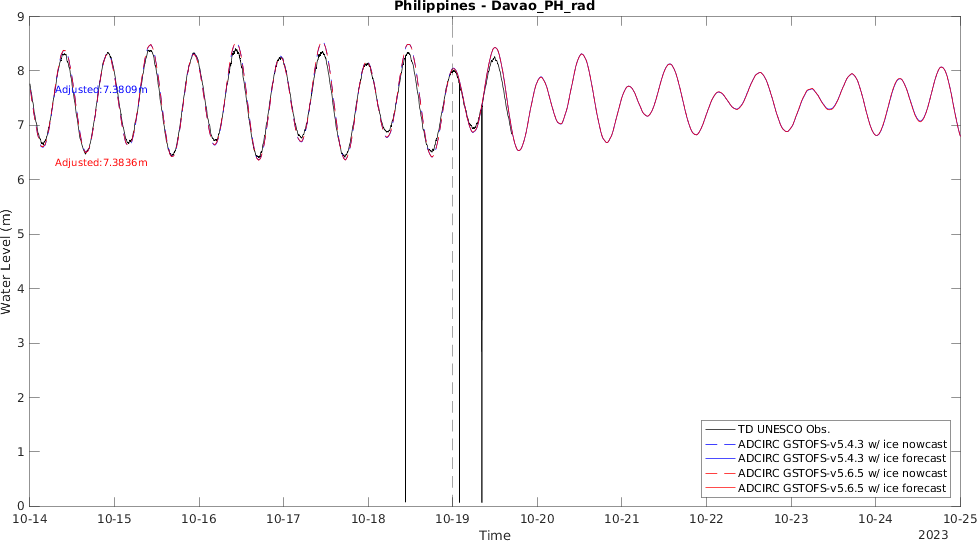 Philippines - Davao_PH_rad
9
8
7
6
5
4
3
2
1
0
Water Level (m)
Adjusted:7.3809m
Adjusted:7.3836m
TD UNESCO Obs.
ADCIRC GSTOFS-v5.4.3 w/ ice nowcast
ADCIRC GSTOFS-v5.4.3 w/ ice forecast
ADCIRC GSTOFS-v5.6.5 w/ ice nowcast
ADCIRC GSTOFS-v5.6.5 w/ ice forecast
10-14 10-15 10-16 10-17 10-18 10-19 10-20 10-21 10-22 10-23 10-24 10-25
Time
2023